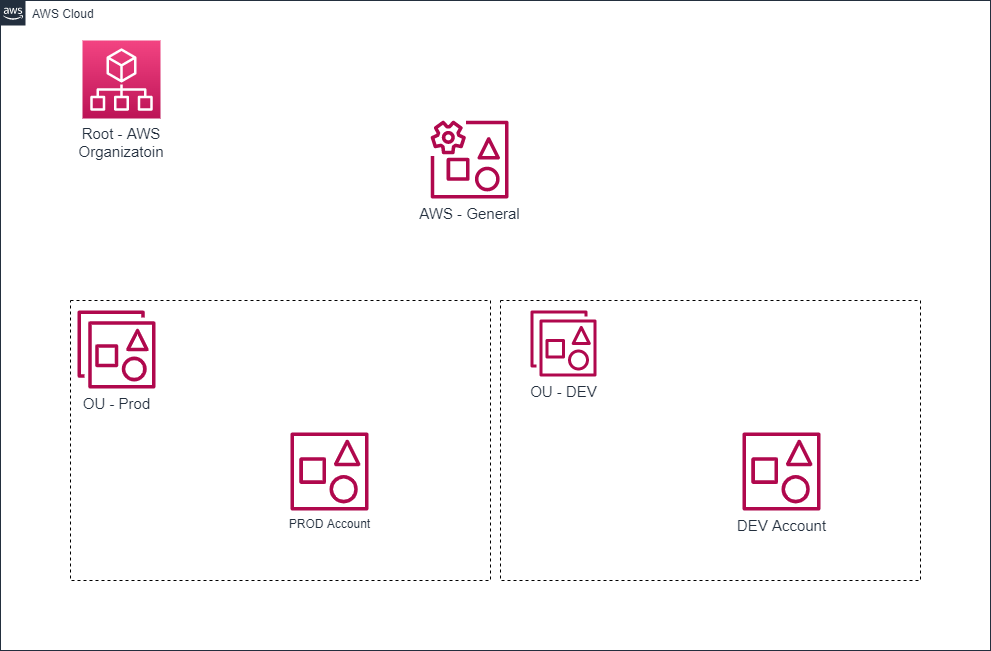 aws
AWS Cloud
Root - AWS
Organizatoin
AWS - General
OU - Prod
OU - DEV
PROD Account
DEV Account